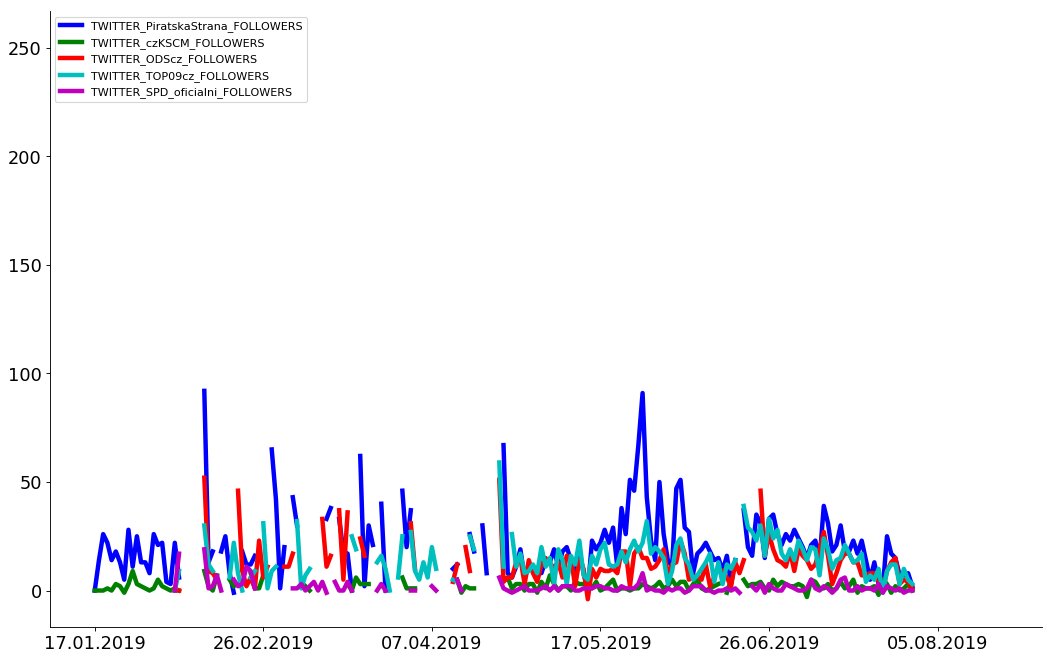 TWITTER_PiratskaStrana_FOLLOWERS
TWITTER_czKSCM_FOLLOWERS
TWITTER_ODScz_FOLLOWERS
TWITTER_TOP09cz_FOLLOWERS
TWITTER_SPD_oficialni_FOLLOWERS
250
200
150
100
50
0
17.01.2019 26.02.2019 07.04.2019 17.05.2019 26.06.2019 05.08.2019